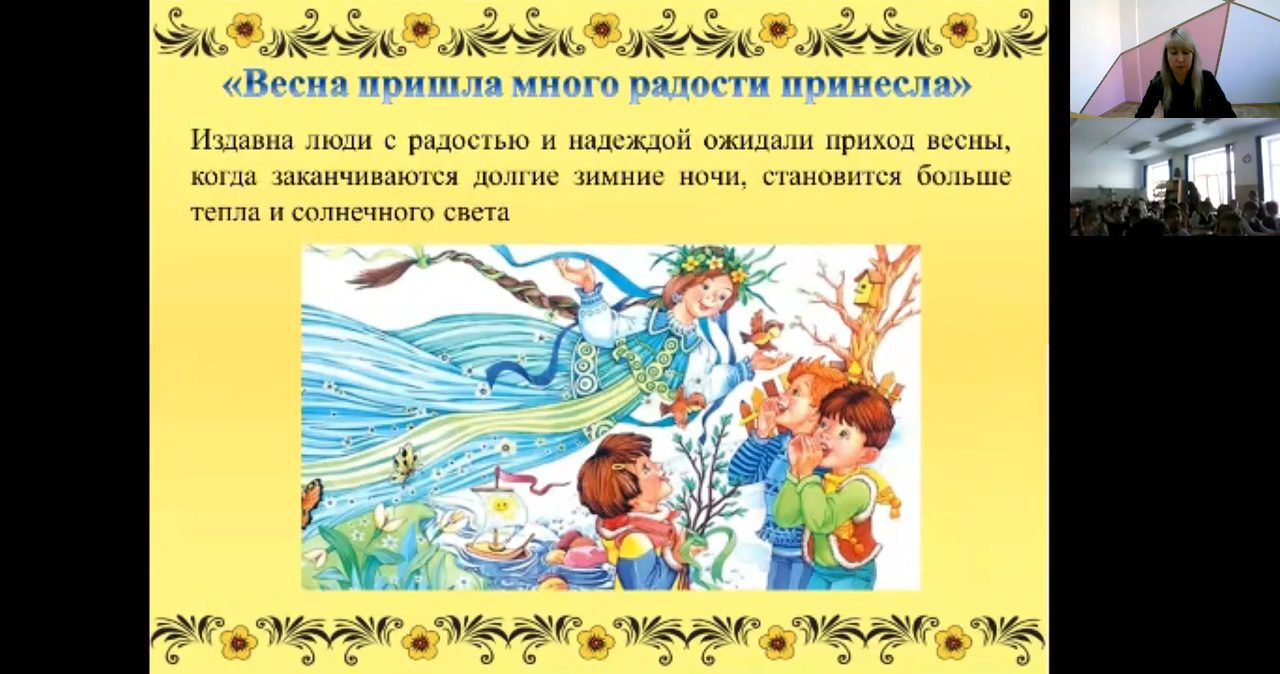 «Весна пришла много радости принесла»
Издавна люди с радостью и надеждой ожидали приход весны,
когда заканчиваются долгие зимние ночи, становится больше
тепла и солнечного света